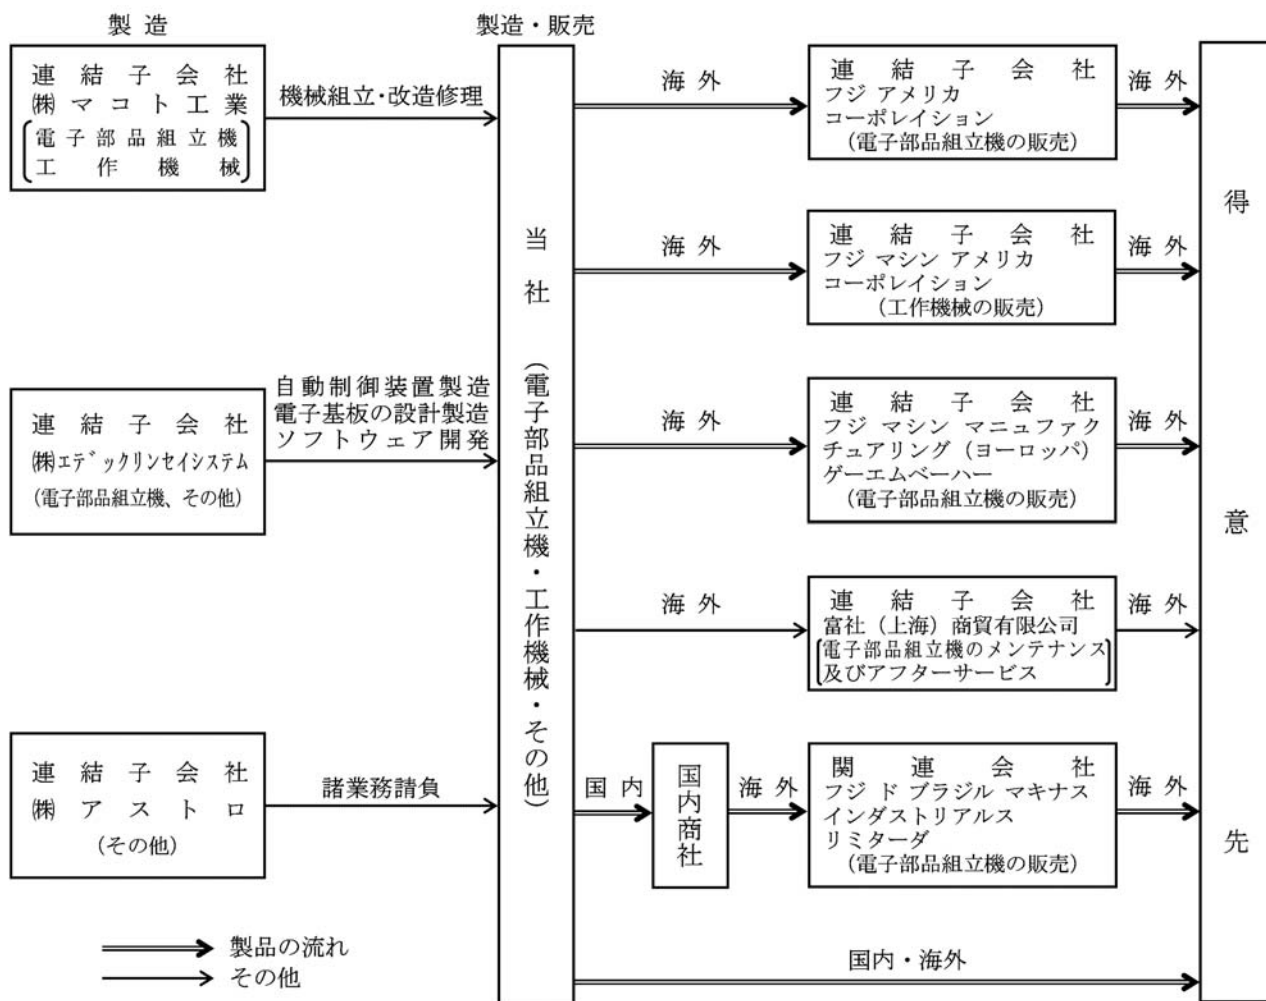 製 造
連結子会社
㈱マコト工業
電子部品組立機
工作機械
機械組立・改造修理
連結子会社
㈱エデックリンセイシステム
(電子部品組立機、その他)
自動制御装置製造
電子基板の設計製造
ソフトウェア開発
連結子会社
㈱アストロ
(その他)
諸業務請負
製造・販売
当社(電子部品組立機・工作機械・その他)
海 外
連結子会社
フジ アメリカ
コーポレイション
(電子部品組立機の販売)
海 外
海 外
連結子会社
フジ マシン アメリカ
コーポレイション
(工作機械の販売)
海 外
海 外
連結子会社
フジ マシン マニュファク
チュアリング(ヨーロッパ)
ゲーエムベーハー
(電子部品組立機の販売)
海 外
海 外
連結子会社
富社(上海)商貿有限公司
電子部品組立機のメンテナンス
及びアフターサービス
海 外
国 内
国内商社
海 外
関連会社
フジ ド ブラジル マキナス
インダストリアルス
リミターダ
(電子部品組立機の販売)
海 外
国内・海外
得意先
製品の流れ
その他